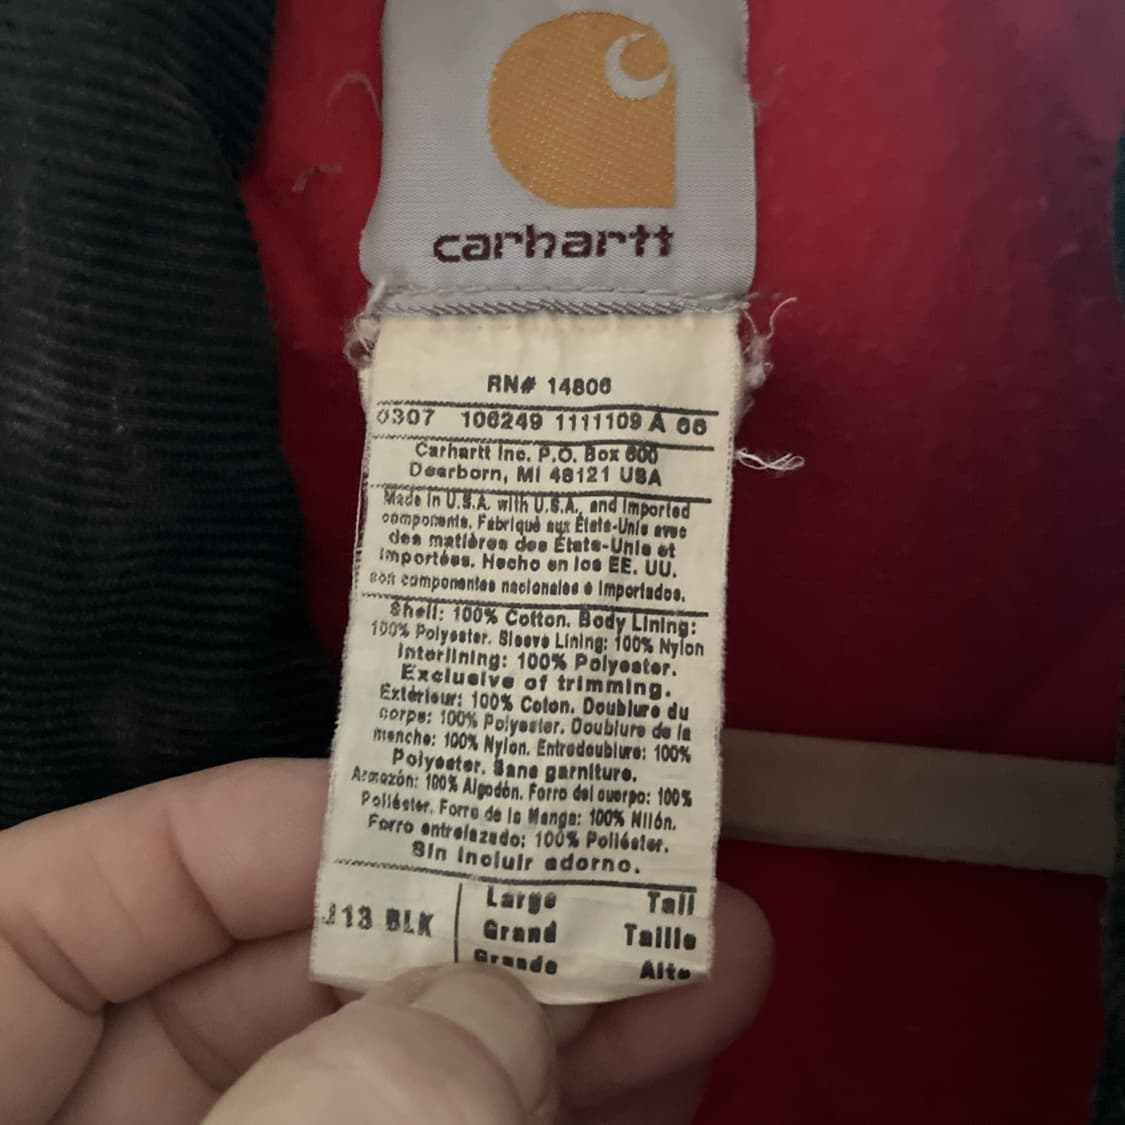 carhartt
RN# 14806
0307 106249 1111109 A 66
Carhartt Inc. P.O. Box 600
Dearborn, MI 48121 USA
Made in U.S.A. with U.S.A. and Imported
components. Fabriqué aux États-Unis avec
des matières des États-Unis et
importées. Hecho en los EE. UU.
con componentes nacionales e importados.
Shell: 100% Cotton. Body Lining:
100% Polyester. Sleeve Lining: 100% Nylon
Interlining: 100% Polyester.
Exclusive of trimming.
Extérieur: 100% Coton. Doublure du
corps: 100% Polyester. Doublure de la
manche: 100% Nylon. Entredoublure: 100%
Polyester. Sans garniture.
Armazón: 100% Algodón. Forro del cuerpo: 100%
Poliéster. Forro de la Manga: 100% Nilón.
Forro entrelazado: 100% Poliéster.
Sin incluir adorno.
J13 BLK
Large Tall
Grand Taille
Grande Alto